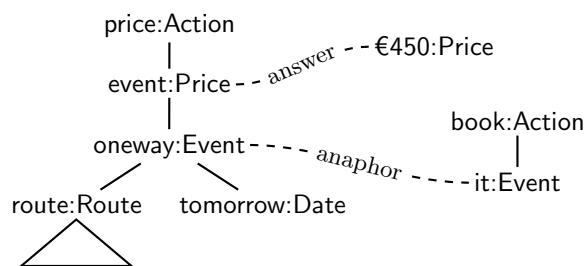 price:Action
event:Price
answer
€450:Price
book:Action
oneway:Event
anaphor
it:Event
route:Route
tomorrow:Date